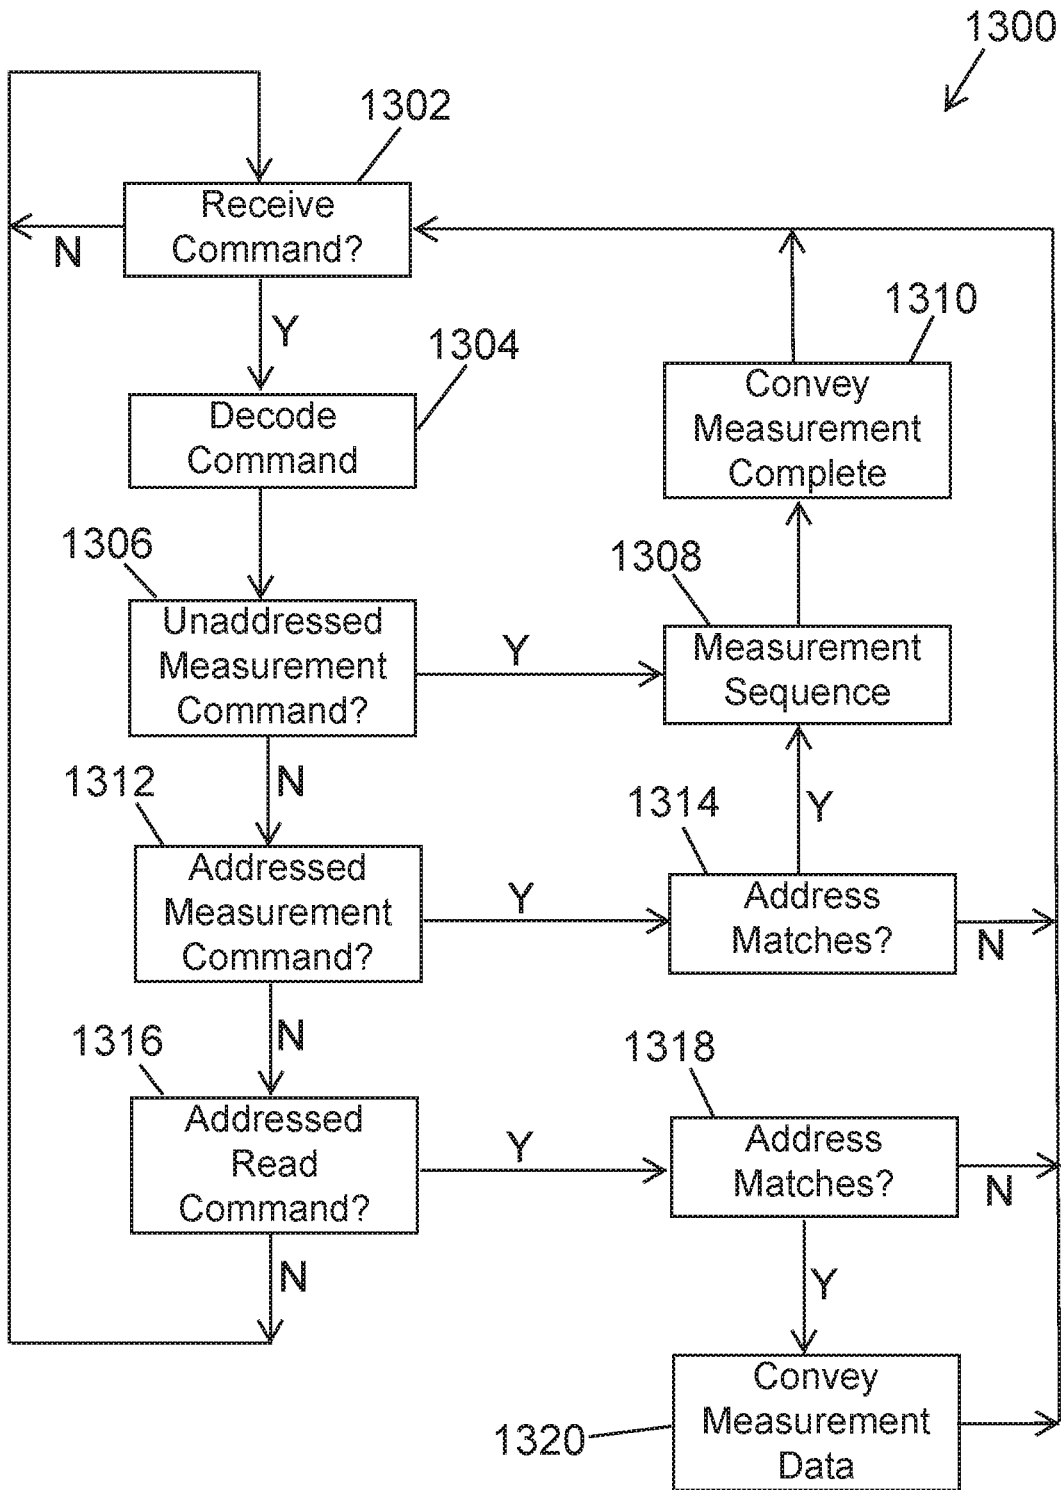 1300
1302
Receive
Command?
N
Y
1304
Decode
Command
1310
Convey
Measurement
Complete
1306
Unaddressed
Measurement
Command?
Y
1308
Measurement
Sequence
N
1312
Addressed
Measurement
Command?
Y
1314
Address
Matches?
Y
N
N
1316
Addressed
Read
Command?
Y
1318
Address
Matches?
N
N
Y
1320
Convey
Measurement
Data